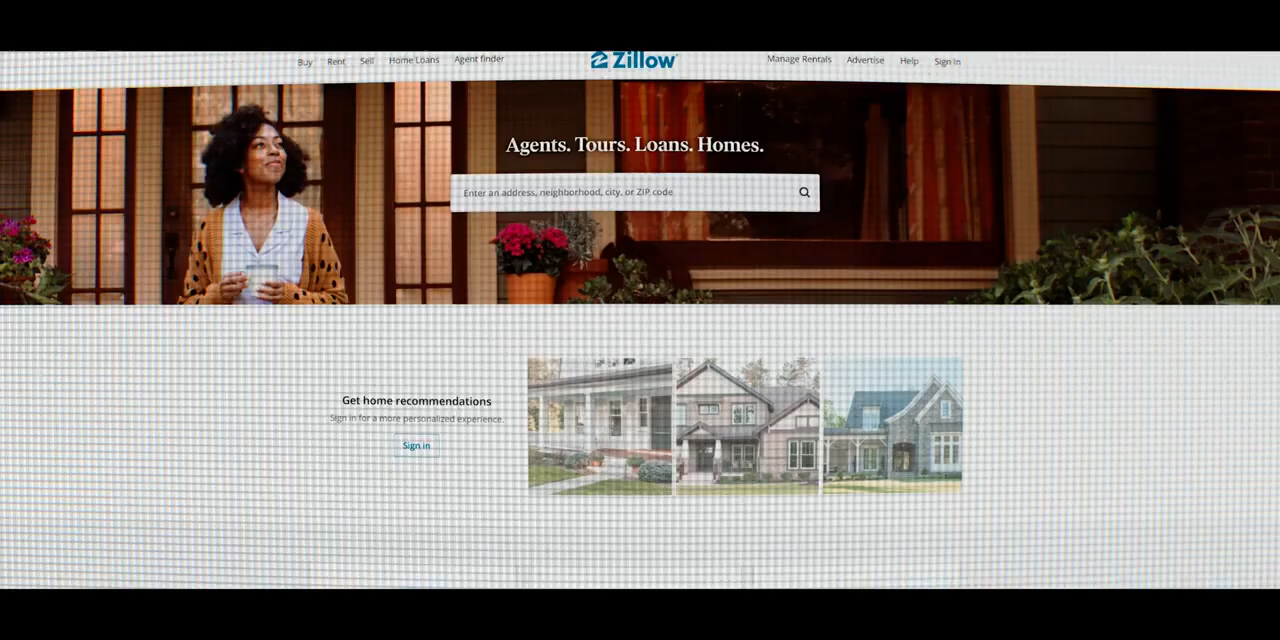 Buy Rent Sell Home Loans Agent finder Zillow Manage Rentals Advertise Help Sign In
Agents. Tours. Loans. Homes.
Enter an address, neighborhood, city, or ZIP code
Get home recommendations
Sign in for a more personalized experience.
Sign in